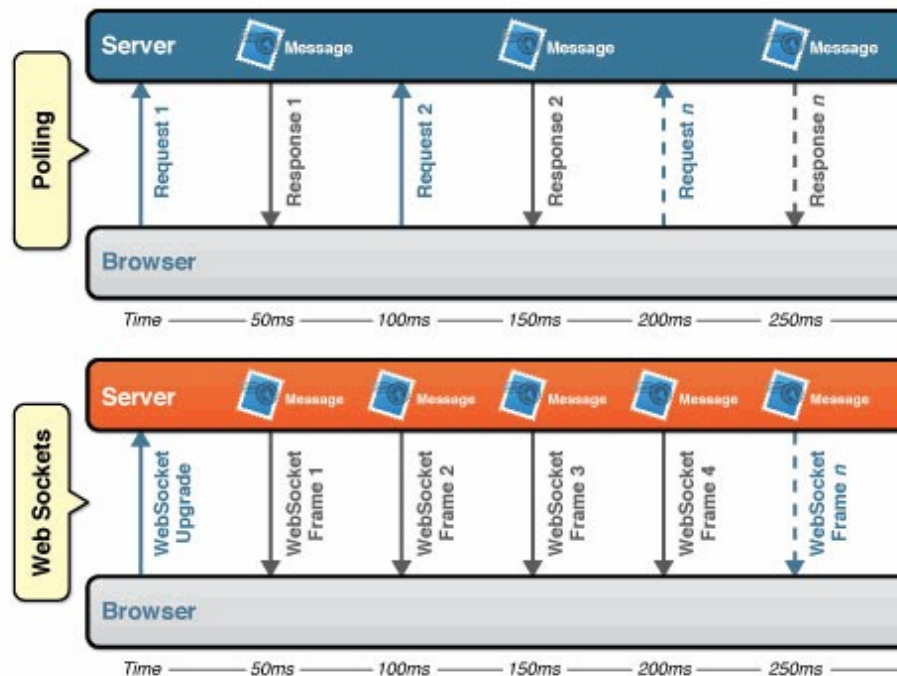 Polling
Server
Message
Message
Message
Request 1
Response 1
Request 2
Response 2
Request n
Response n
Browser
Time
50ms
100ms
150ms
200ms
250ms
Web Sockets
Server
Message
Message
Message
Message
Message
WebSocket
Upgrade
WebSocket
Frame 1
WebSocket
Frame 2
WebSocket
Frame 3
WebSocket
Frame 4
WebSocket
Frame n
Browser
Time
50ms
100ms
150ms
200ms
250ms